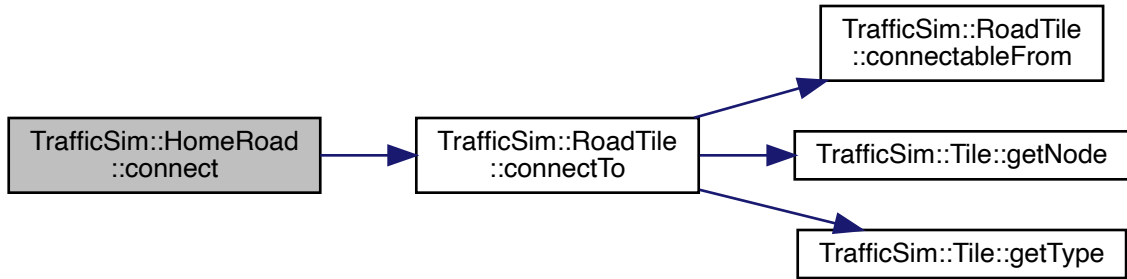 TrafficSim::HomeRoad
::connect
TrafficSim::RoadTile
::connectTo
TrafficSim::RoadTile
::connectableFrom
TrafficSim::Tile::getNode
TrafficSim::Tile::getType